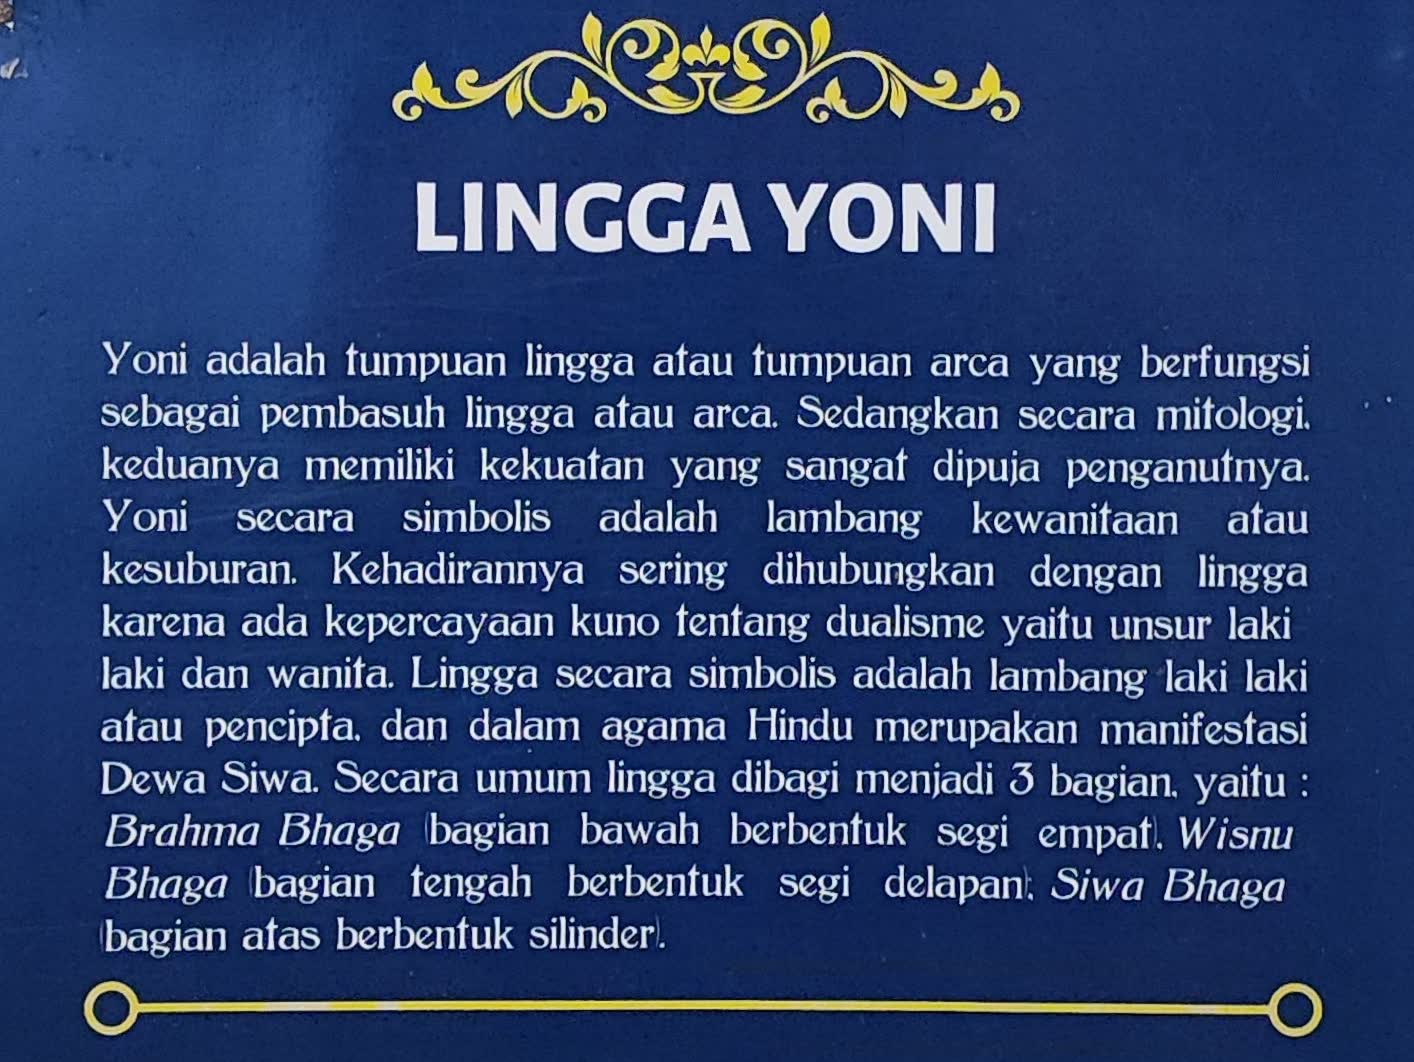 LINGGA YONI
Yoni adalah tumpuan lingga atau tumpuan arca yang berfungsi
sebagai pembasuh lingga atau arca. Sedangkan secara mitologi,
keduanya memiliki kekuatan yang sangat dipuja penganutnya.
Yoni secara simbolis adalah lambang kewanitaan atau
kesuburan. Kehadirannya sering dihubungkan dengan lingga
karena ada kepercayaan kuno tentang dualisme yaitu unsur laki
laki dan wanita. Lingga secara simbolis adalah lambang laki laki
atau pencipta, dan dalam agama Hindu merupakan manifestasi
Dewa Siwa. Secara umum lingga dibagi menjadi 3 bagian, yaitu :
Brahma Bhaga (bagian bawah berbentuk segi empat), Wisnu
Bhaga (bagian tengah berbentuk segi delapan); Siwa Bhaga
(bagian atas berbentuk silinder).